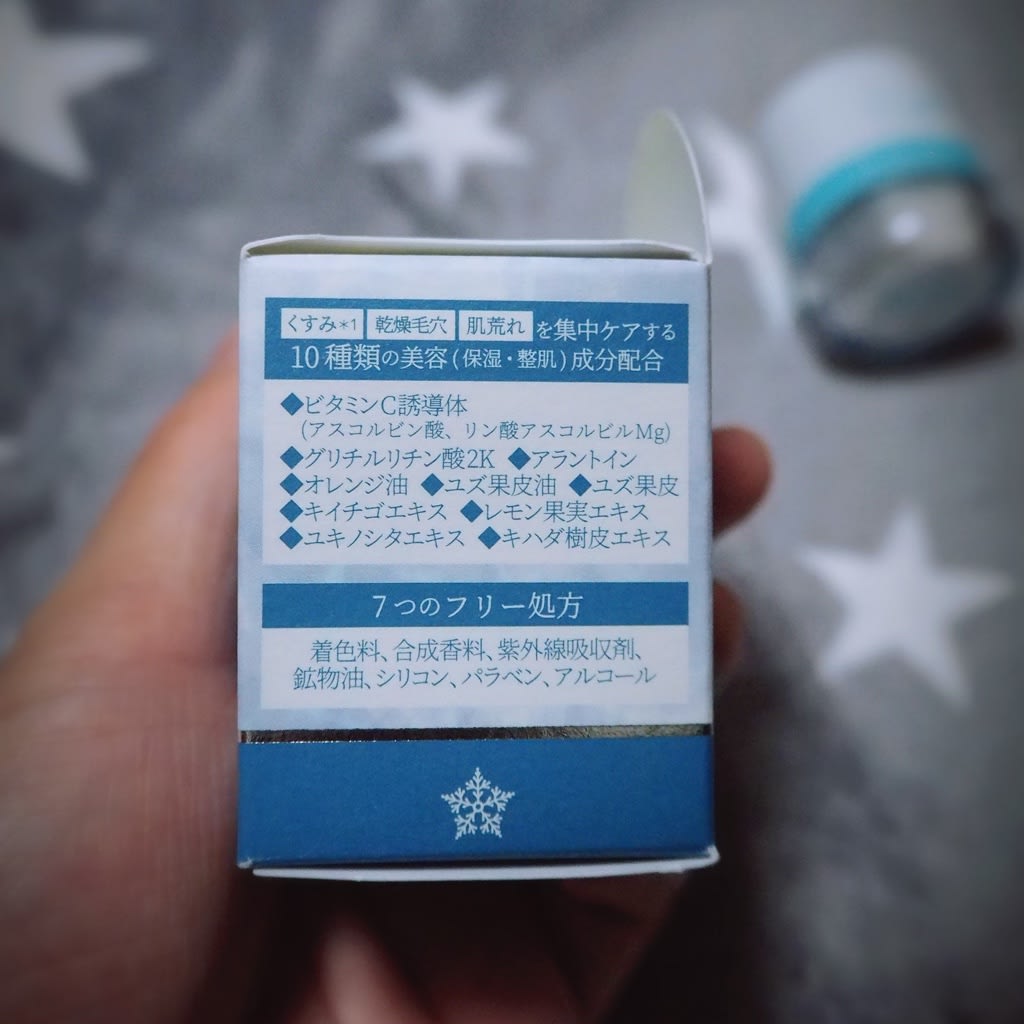 くすみ*1 乾燥毛穴 肌荒れ を集中ケアする
10種類の美容(保湿・整肌)成分配合
◆ビタミンC誘導体
(アスコルビン酸、リン酸アスコルビルMg)
◆グリチルリチン酸2K ◆アラントイン
◆オレンジ油 ◆ユズ果皮油 ◆ユズ果皮
◆キイチゴエキス ◆レモン果実エキス
◆ユキノシタエキス ◆キハダ樹皮エキス
7つのフリー処方
着色料、合成香料、紫外線吸収剤、
鉱物油、シリコン、パラベン、アルコール